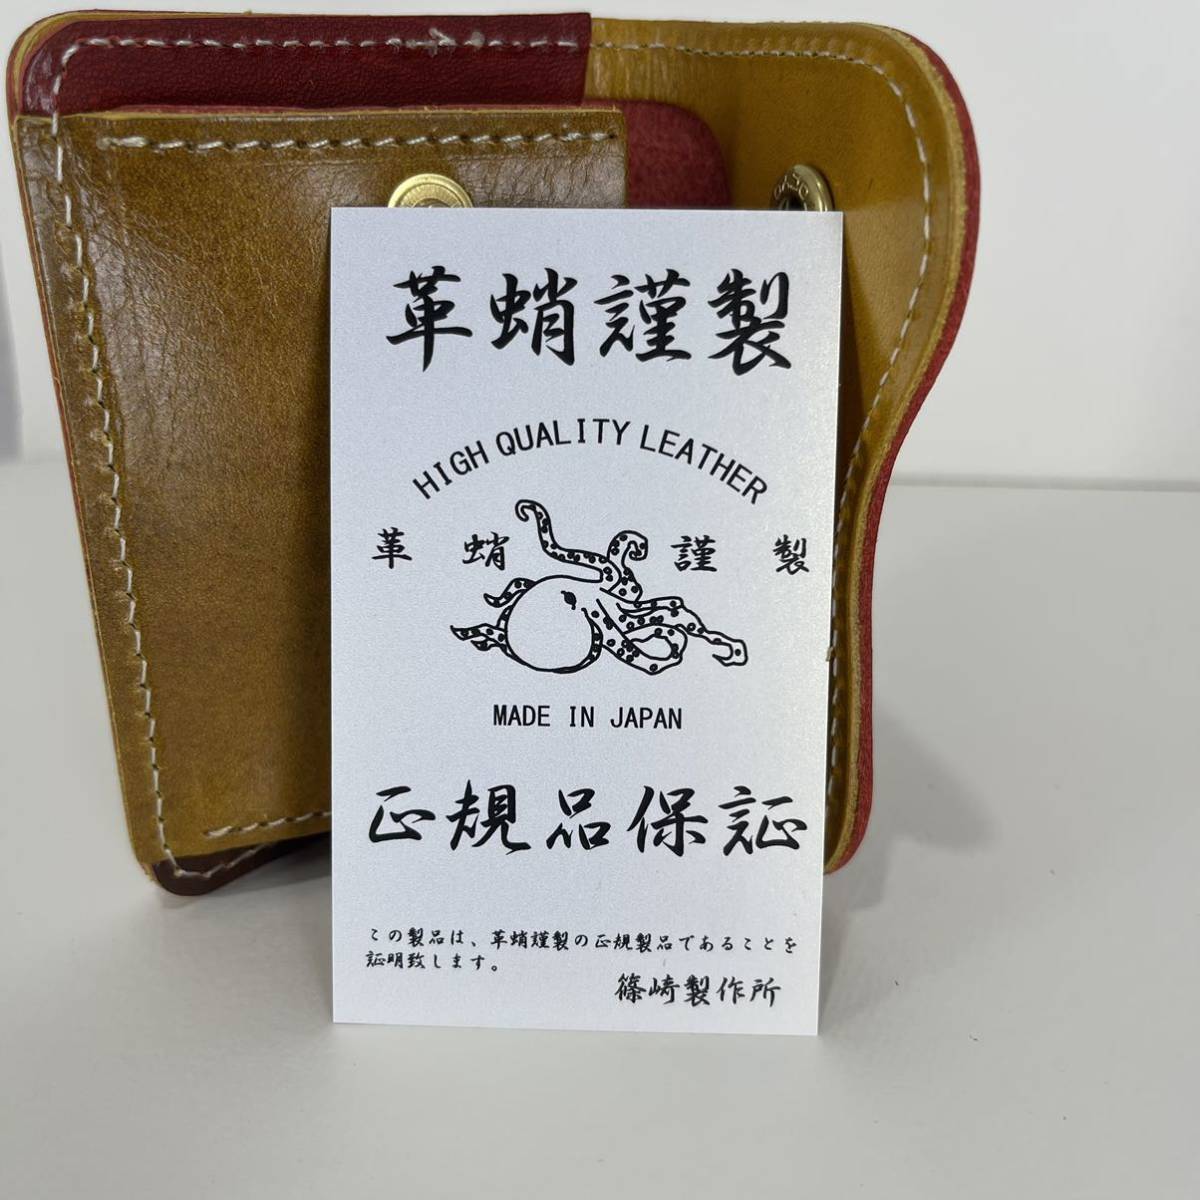 革蛸謹製
HIGH QUALITY LEATHER
革 蛸 謹 製
MADE IN JAPAN
正規品保証
この製品は、革蛸謹製の正規製品であることを
証明致します。
篠崎製作所